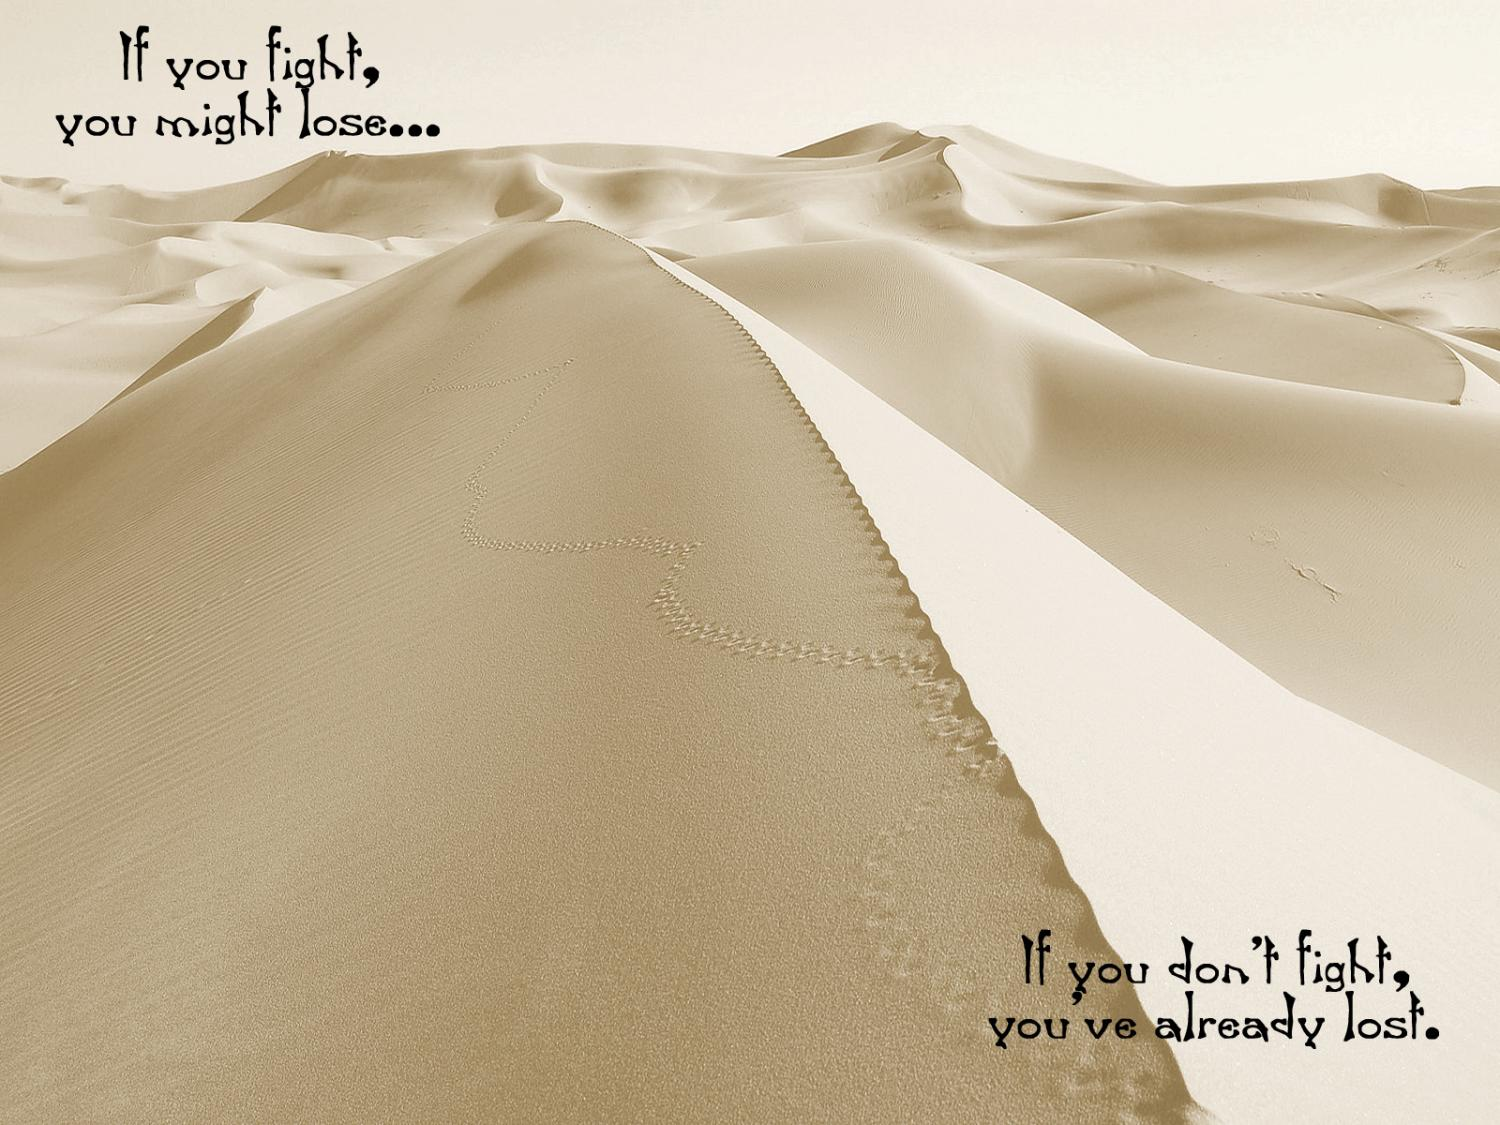 If you fight,
you might lose...
If you don't fight,
you've already lost.